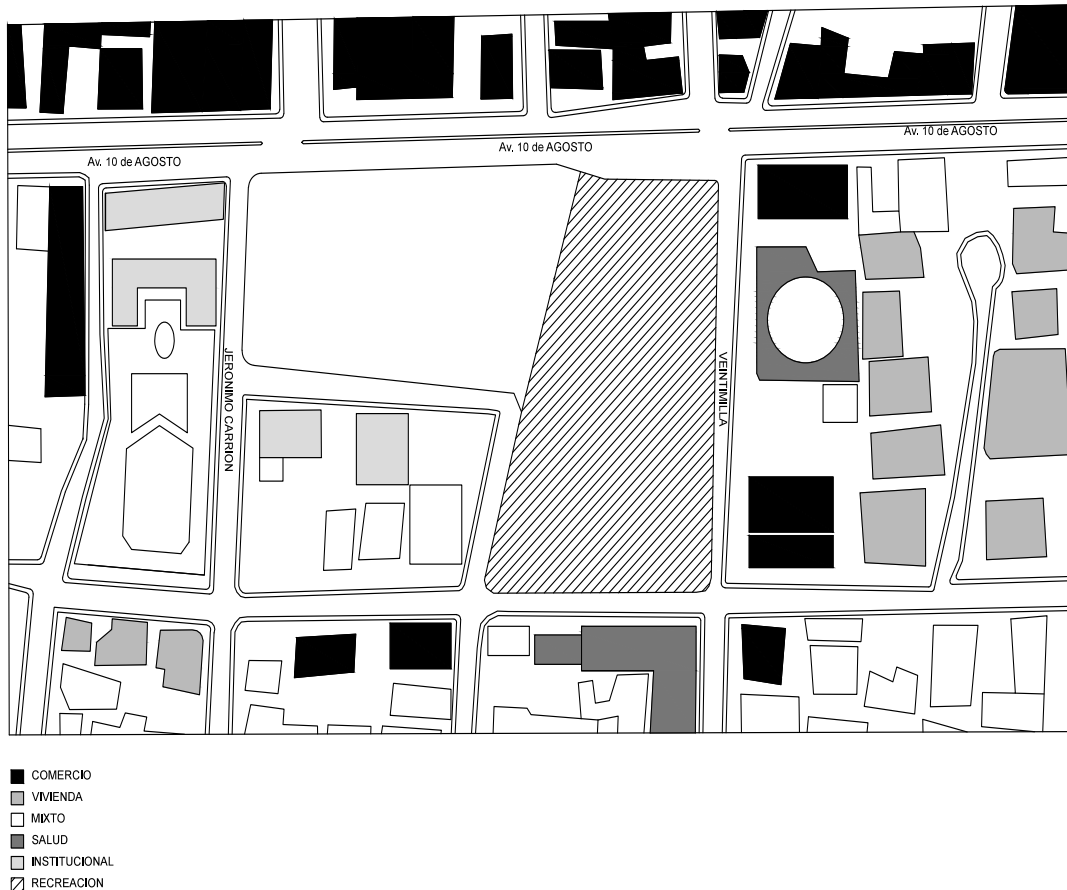 Av. 10 de AGOSTO
Av. 10 de AGOSTO
Av. 10 de AGOSTO
JERONIMO CARRION
VEINTIMILLA
COMERCIO
VIVIENDA
MIXTO
SALUD
INSTITUCIONAL
RECREACION